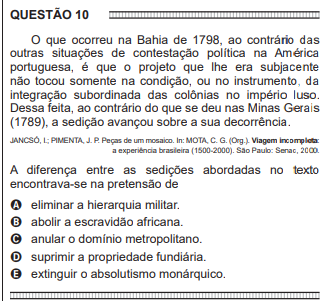 QUESTÃO 10
O que ocorreu na Bahia de 1798, ao contrário das
outras situações de contestação política na América
portuguesa, é que o projeto que lhe era subjacente
não tocou somente na condição, ou no instrumento, da
integração subordinada das colônias no império luso.
Dessa feita, ao contrário do que se deu nas Minas Gerais
(1789), a sedição avançou sobre a sua decorrência.
JANCSÓ, I.; PIMENTA, J. P. Peças de um mosaico. In: MOTA, C. G. (Org.). Viagem incompleta:
a experiência brasileira (1500-2000). São Paulo: Senac, 2000.
A diferença entre as sedições abordadas no texto
encontrava-se na pretensão de
A eliminar a hierarquia militar.
B abolir a escravidão africana.
C anular o domínio metropolitano.
D suprimir a propriedade fundiária.
E extinguir o absolutismo monárquico.